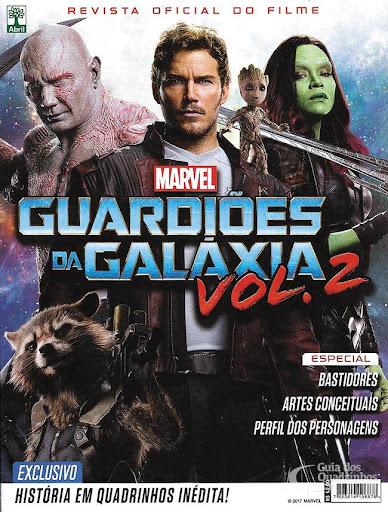 REVISTA OFICIAL DO FILME
Abril
MARVEL
GUARDIÕES
DA GALÁXIA
VOL. 2
ESPECIAL
BASTIDORES
ARTES CONCEITUAIS
PERFIL DOS PERSONAGENS
EXCLUSIVO
HISTÓRIA EM QUADRINHOS INÉDITA!
Guia dos
Quadrinhos
© 2017 MARVEL